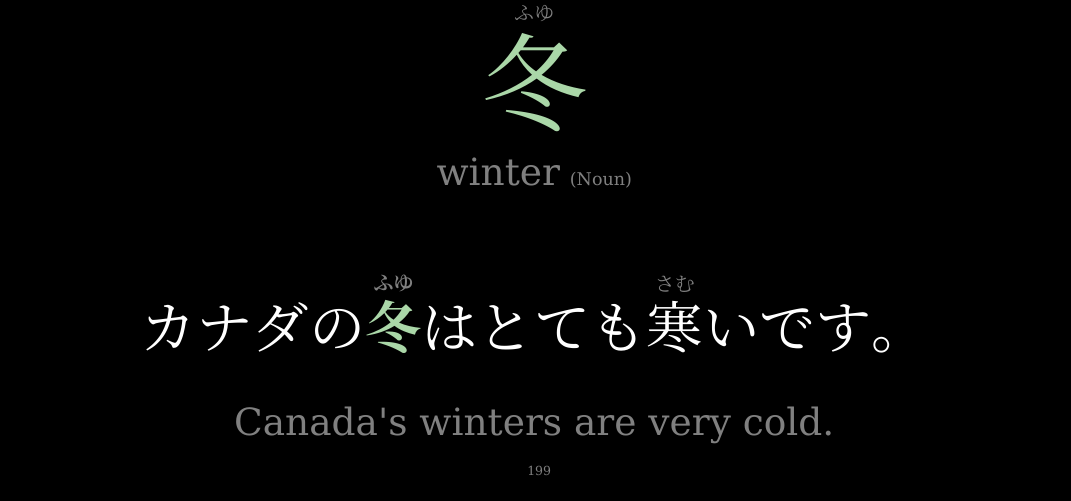 ふゆ
冬
winter (Noun)
ふゆ さむ
カナダの冬はとても寒いです。
Canada's winters are very cold.
199